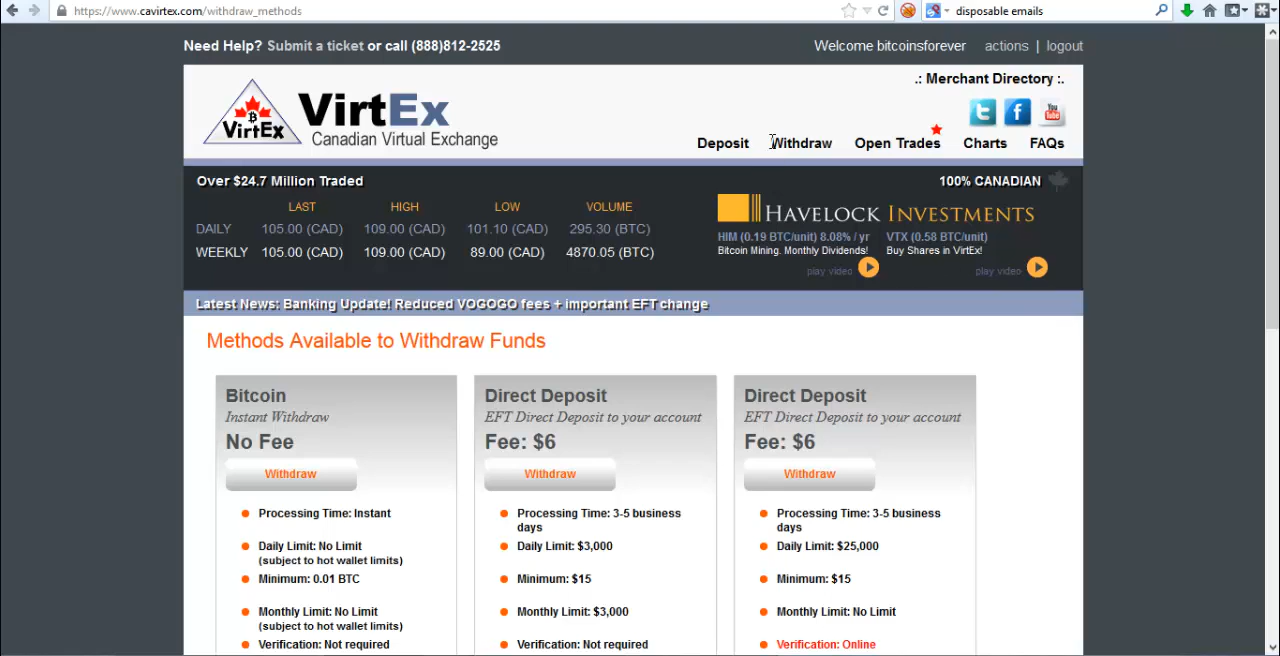 https://www.cavirtex.com/withdraw_methods
disposable emails
Need Help? Submit a ticket or call (888)812-2525
Welcome bitcoinsforever actions | logout
.: Merchant Directory :.
VirtEx
VirtEx
Canadian Virtual Exchange
You Tube
Deposit Withdraw Open Trades Charts FAQs
Over $24.7 Million Traded
100% CANADIAN
LAST HIGH LOW VOLUME
DAILY 105.00 (CAD) 109.00 (CAD) 101.10 (CAD) 295.30 (BTC)
WEEKLY 105.00 (CAD) 109.00 (CAD) 89.00 (CAD) 4870.05 (BTC)
HAVELOCK INVESTMENTS
HIM (0.19 BTC/unit) 8.08% / yr
Bitcoin Mining. Monthly Dividends!
play video
VTX (0.58 BTC/unit)
Buy Shares in VirtEx!
play video
Latest News: Banking Update! Reduced VOGOGO fees + important EFT change
Methods Available to Withdraw Funds
Bitcoin
Instant Withdraw
No Fee
Withdraw
Processing Time: Instant
Daily Limit: No Limit
(subject to hot wallet limits)
Minimum: 0.01 BTC
Monthly Limit: No Limit
(subject to hot wallet limits)
Verification: Not required
Direct Deposit
EFT Direct Deposit to your account
Fee: $6
Withdraw
Processing Time: 3-5 business
days
Daily Limit: $3,000
Minimum: $15
Monthly Limit: $3,000
Verification: Not required
Direct Deposit
EFT Direct Deposit to your account
Fee: $6
Withdraw
Processing Time: 3-5 business
days
Daily Limit: $25,000
Minimum: $15
Monthly Limit: No Limit
Verification: Online